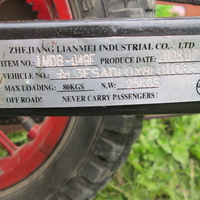 ZHEJIANG LIANMEI INDUSTRIAL CO., LTD
ITEM NO.: LMDB-049F PRODUCE DATE:
VEHICLE NO.:
MAX LOADING: 80KGS N.W:
OFF ROAD! NEVER CARRY PASSENGERS!